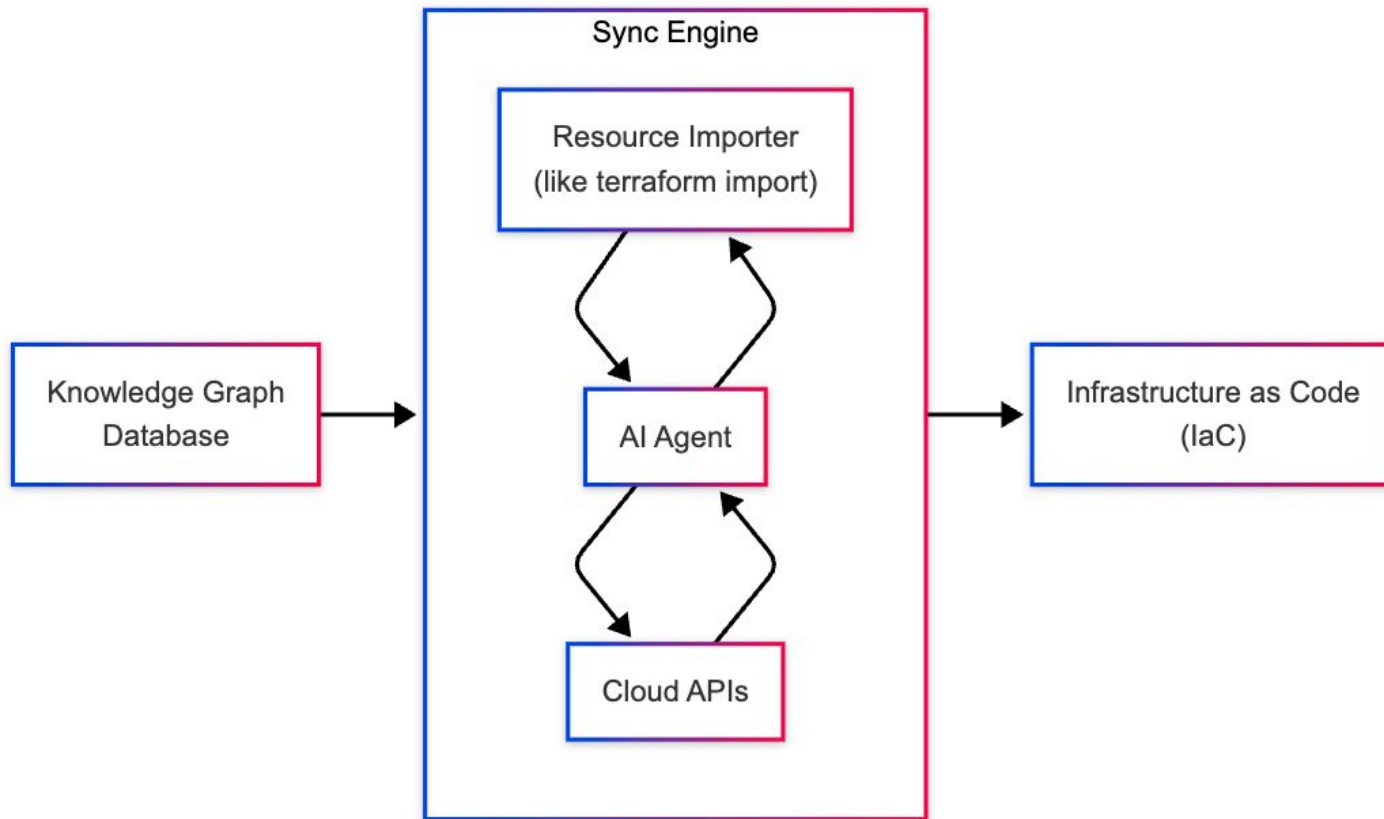 Sync Engine
Resource Importer
(like terraform import)
Knowledge Graph
Database
AI Agent
Infrastructure as Code
(IaC)
Cloud APIs